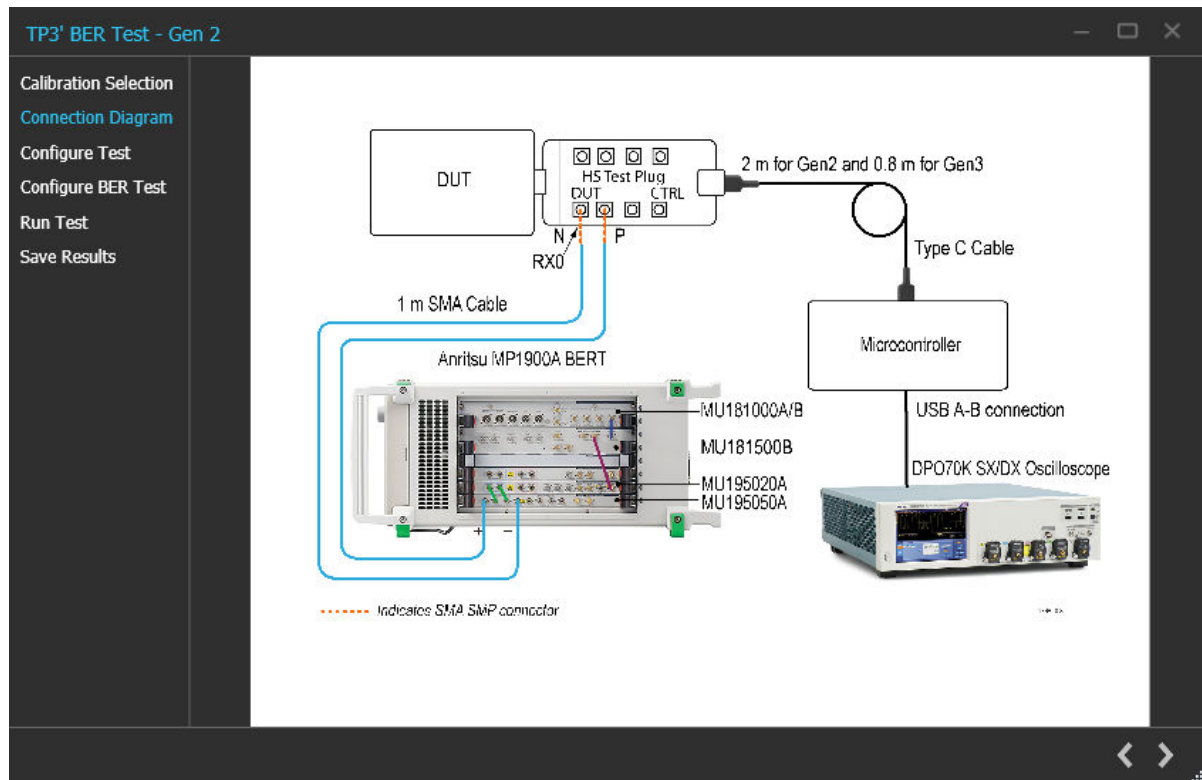 TP3' BER Test - Gen 2
Calibration Selection
Connection Diagram
Configure Test
Configure BER Test
Run Test
Save Results
DUT
HS Test Plug
DUT
CTRL
N
P
RX0
2 m for Gen2 and 0.8 m for Gen3
Type C Cable
1 m SMA Cable
Microcontroller
Anritsu MP1900A BERT
MU181000A/B
MU181500B
MU195020A
MU195050A
USB A-B connection
DPO70K SX/DX Oscilloscope
+ −
Indicates SMA SMP connector